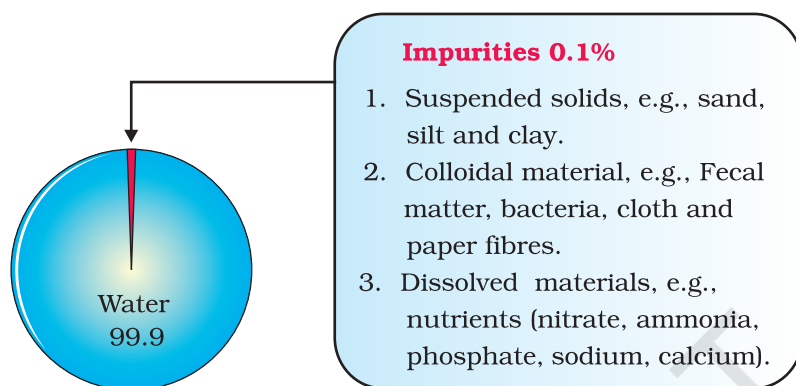 Impurities 0.1%
1. Suspended solids, e.g., sand,
silt and clay.
2. Colloidal material, e.g., Fecal
matter, bacteria, cloth and
paper fibres.
3. Dissolved materials, e.g.,
nutrients (nitrate, ammonia,
phosphate, sodium, calcium).
Water
99.9